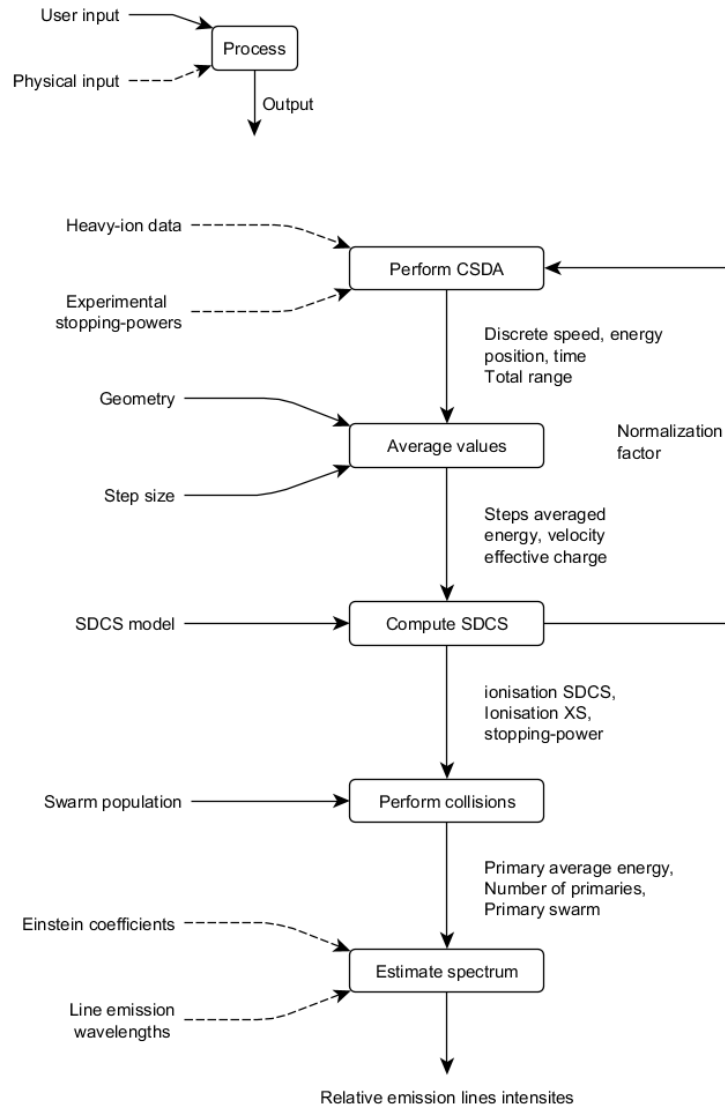 User input
Process
Physical input
Output
Heavy-ion data
Perform CSDA
Experimental
stopping-powers
Discrete speed, energy
position, time
Total range
Geometry
Average values
Normalization
factor
Step size
Steps averaged
energy, velocity
effective charge
SDCS model
Compute SDCS
ionisation SDCS,
Ionisation XS,
stopping-power
Swarm population
Perform collisions
Primary average energy,
Number of primaries,
Primary swarm
Einstein coefficients
Estimate spectrum
Line emission
wavelengths
Relative emission lines intensites